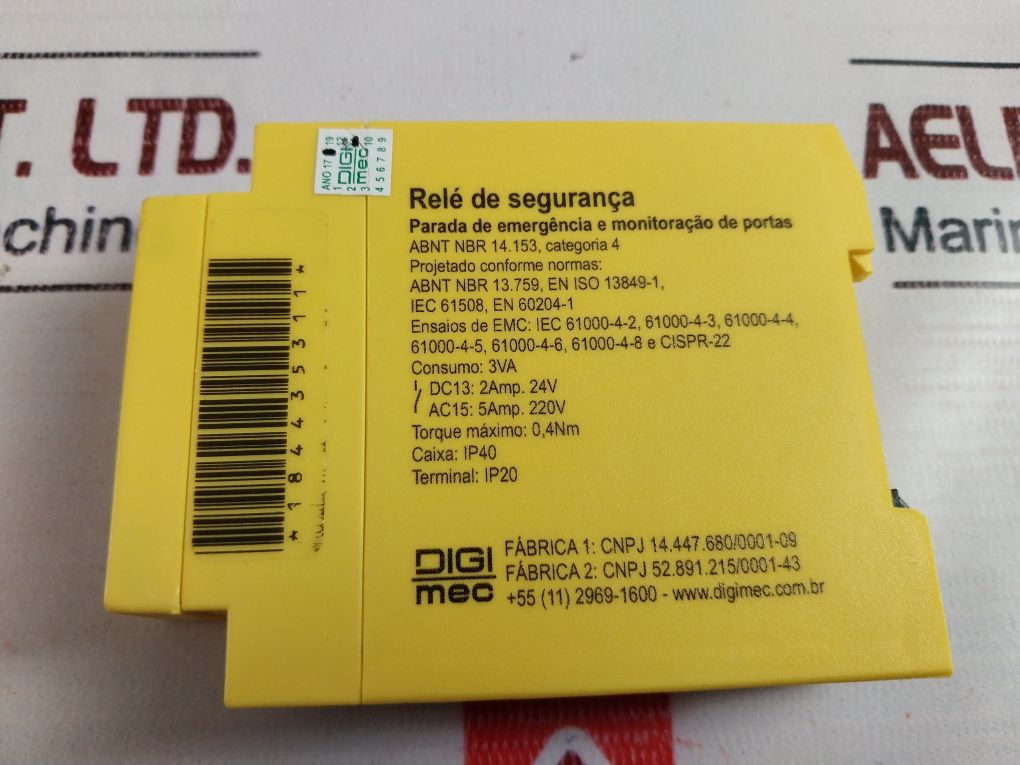 T. LTD.
AELI
chin
Marin
ANO 17 19
1 2 3 DIGI mec 12 10
4 5 6 7 8 9
*184435311*
Relé de segurança
Parada de emergência e monitoração de portas
ABNT NBR 14.153, categoria 4
Projetado conforme normas:
ABNT NBR 13.759, EN ISO 13849-1,
IEC 61508, EN 60204-1
Ensaios de EMC: IEC 61000-4-2, 61000-4-3, 61000-4-4,
61000-4-5, 61000-4-6, 61000-4-8 e CISPR-22
Consumo: 3VA
DC13: 2Amp. 24V
AC15: 5Amp. 220V
Torque máximo: 0,4Nm
Caixa: IP40
Terminal: IP20
DIGI
mec
FÁBRICA 1: CNPJ 14.447.680/0001-09
FÁBRICA 2: CNPJ 52.891.215/0001-43
+55 (11) 2969-1600 - www.digimec.com.br